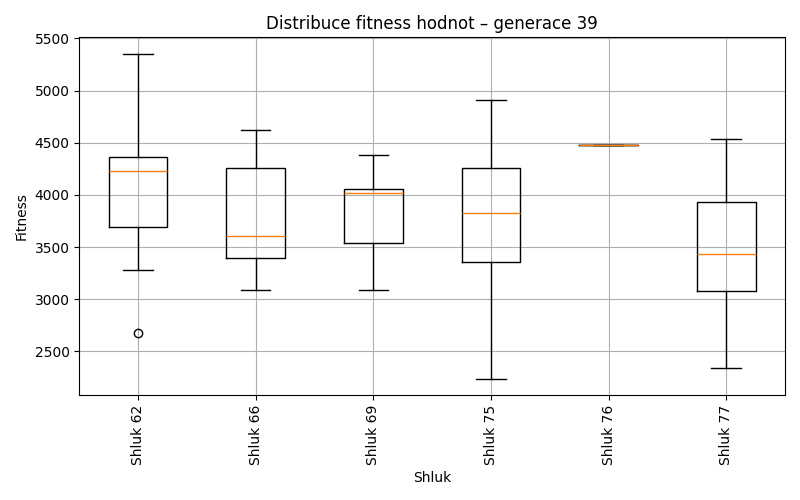 Distribuce fitness hodnot – generace 39
5500
5000
4500
4000
3500
3000
2500
Fitness
Shluk 62
Shluk 66
Shluk 69
Shluk 75
Shluk 76
Shluk 77
Shluk